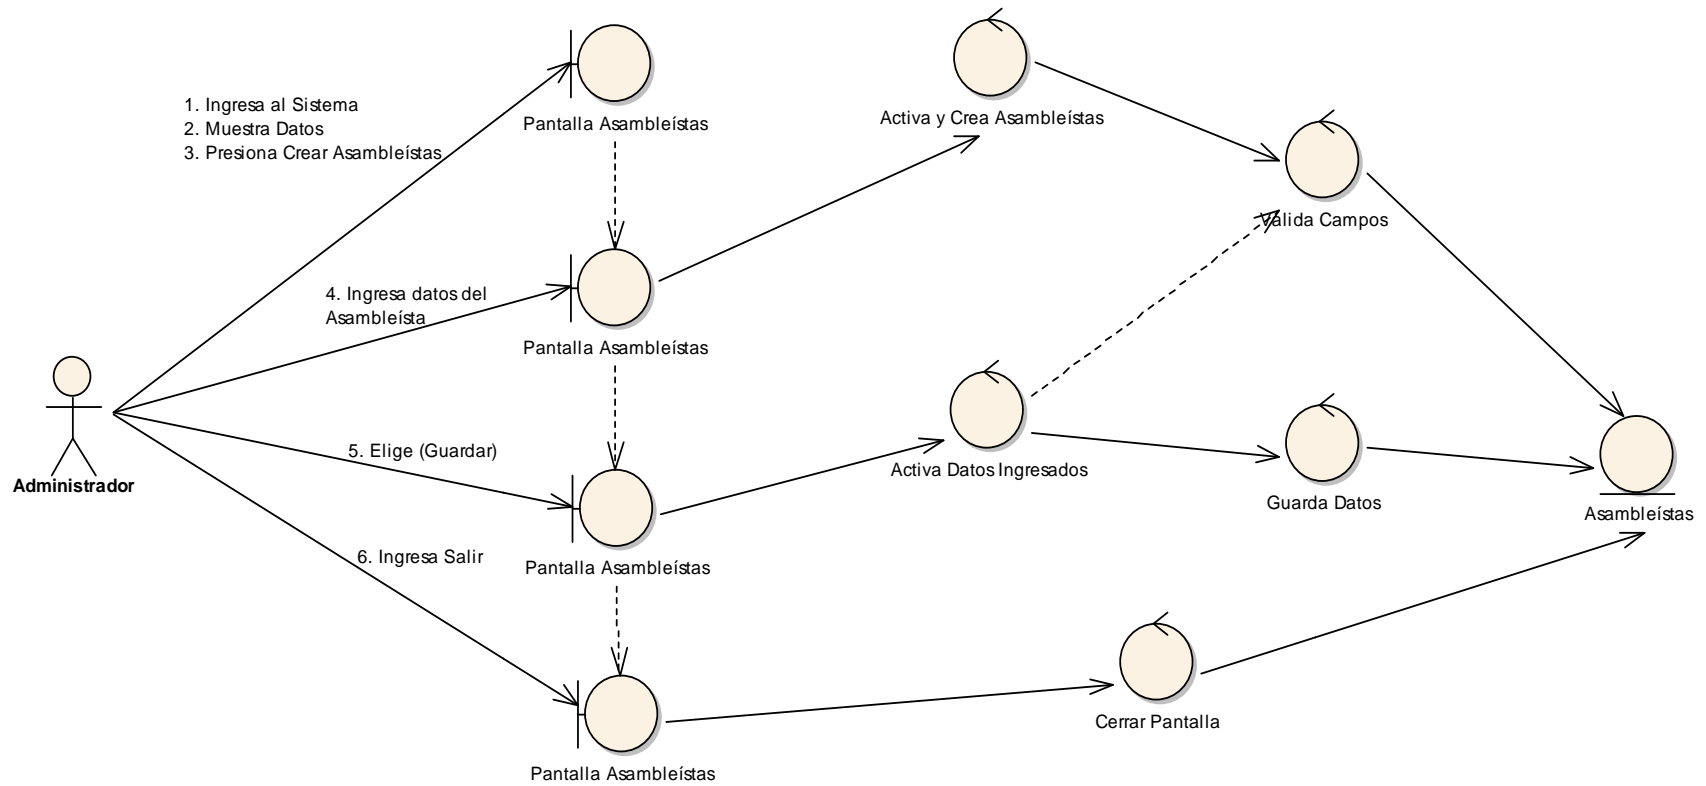 1. Ingresa al Sistema
2. Muestra Datos
3. Presiona Crear Asambleístas
Pantalla Asambleístas
Activa y Crea Asambleístas
Valida Campos
4. Ingresa datos del
Asambleísta
Pantalla Asambleístas
5. Elige (Guardar)
Activa Datos Ingresados
Guarda Datos
Asambleístas
Administrador
6. Ingresa Salir
Pantalla Asambleístas
Cerrar Pantalla
Pantalla Asambleístas